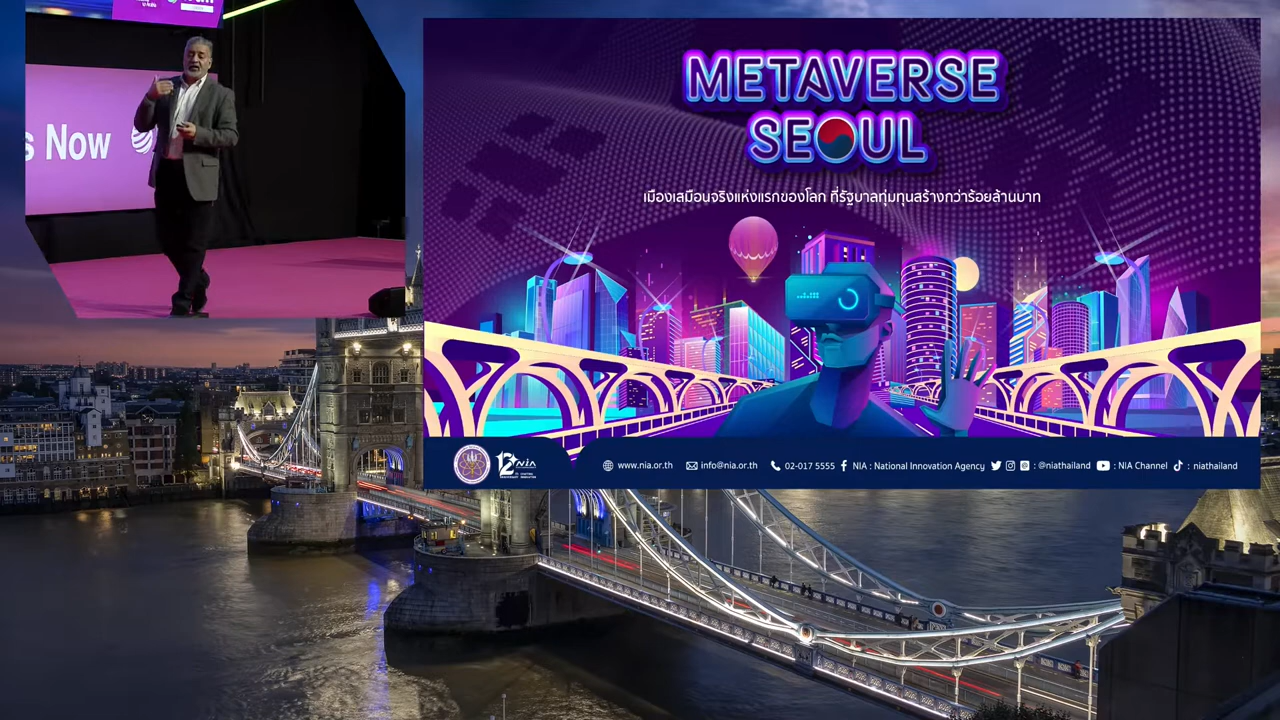 s Now
METAVERSE
SEOUL
เมืองเสมือนจริงแห่งแรกของโลก ที่รัฐบาลทุ่มทุนสร้างกว่าร้อยล้านบาท
NIA
www.nia.or.th info@nia.or.th 02-017 5555 NIA : National Innovation Agency : @niathailand : NIA Channel : niathailand